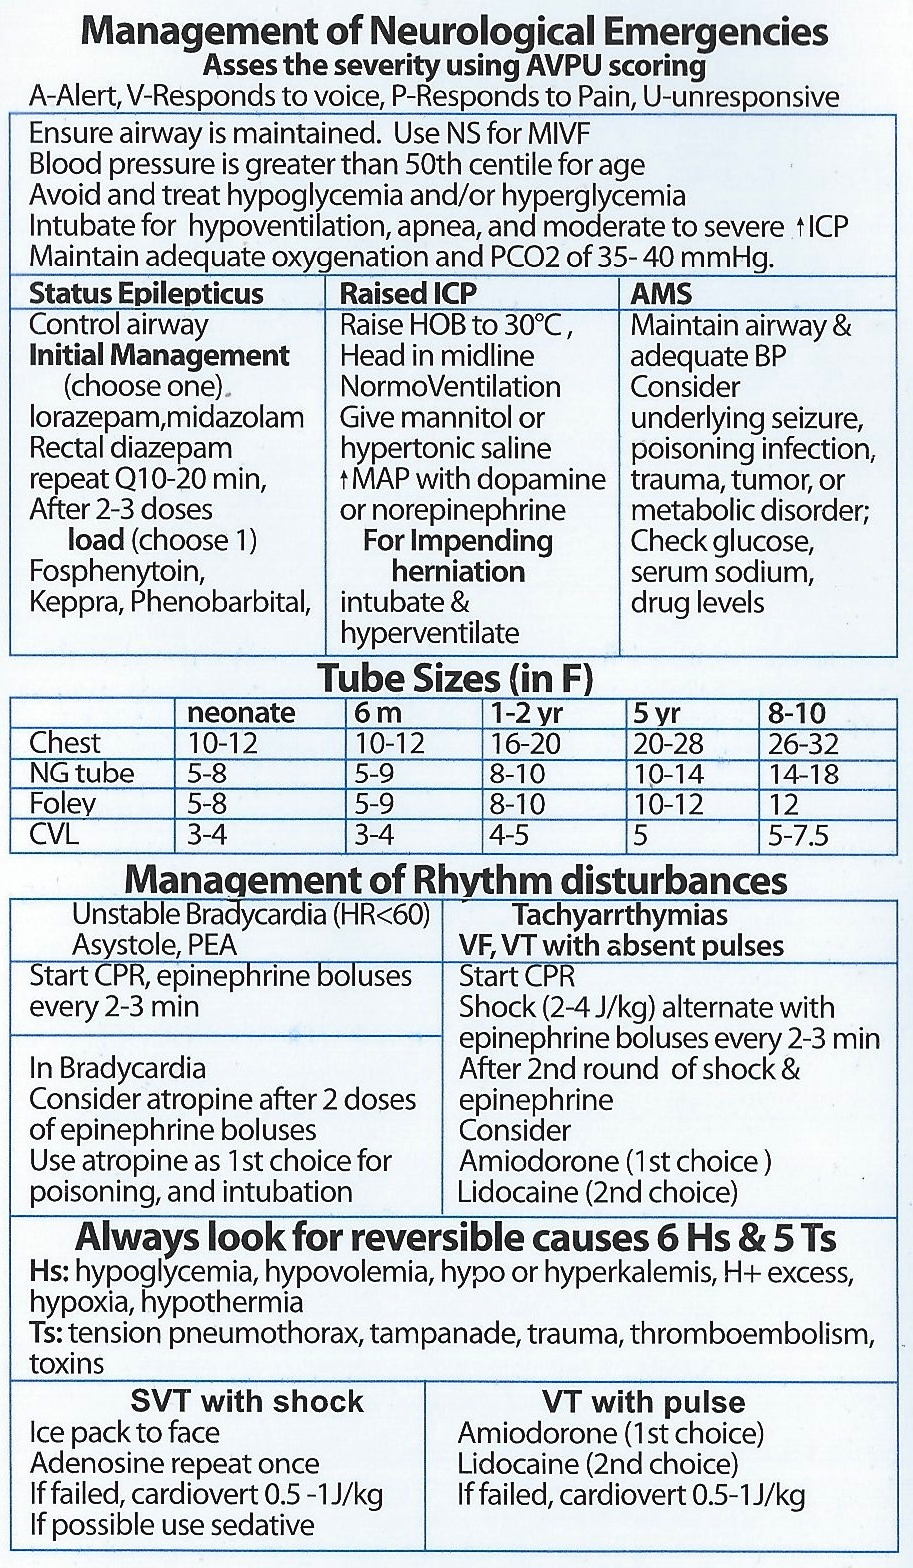 Management of Neurological Emergencies
Asses the severity using AVPU scoring
A-Alert, V-Responds to voice, P-Responds to Pain, U-unresponsive
Ensure airway is maintained. Use NS for MIVF
Blood pressure is greater than 50th centile for age
Avoid and treat hypoglycemia and/or hyperglycemia
Intubate for hypoventilation, apnea, and moderate to severe ↑ICP
Maintain adequate oxygenation and PCO2 of 35- 40 mmHg.
Status Epilepticus
Control airway
Initial Management
(choose one).
lorazepam,midazolam
Rectal diazepam
repeat Q10-20 min,
After 2-3 doses
load (choose 1)
Fosphenytoin,
Keppra, Phenobarbital,
Raised ICP
Raise HOB to 30°C,
Head in midline
NormoVentilation
Give mannitol or
hypertonic saline
↑MAP with dopamine
or norepinephrine
For Impending
herniation
intubate &
hyperventilate
AMS
Maintain airway &
adequate BP
Consider
underlying seizure,
poisoning infection,
trauma, tumor, or
metabolic disorder;
Check glucose,
serum sodium,
drug levels
Tube Sizes (in F)
neonate 6 m 1-2 yr 5 yr 8-10
Chest 10-12 10-12 16-20 20-28 26-32
NG tube 5-8 5-9 8-10 10-14 14-18
Foley 5-8 5-9 8-10 10-12 12
CVL 3-4 3-4 4-5 5 5-7.5
Management of Rhythm disturbances
Unstable Bradycardia (HR<60)
Asystole, PEA
Start CPR, epinephrine boluses
every 2-3 min
In Bradycardia
Consider atropine after 2 doses
of epinephrine boluses
Use atropine as 1st choice for
poisoning, and intubation
Tachyarrthymias
VF, VT with absent pulses
Start CPR
Shock (2-4 J/kg) alternate with
epinephrine boluses every 2-3 min
After 2nd round of shock &
epinephrine
Consider
Amiodorone (1st choice )
Lidocaine (2nd choice)
Always look for reversible causes 6 Hs & 5 Ts
Hs: hypoglycemia, hypovolemia, hypo or hyperkalemis, H+ excess,
hypoxia, hypothermia
Ts: tension pneumothorax, tampanade, trauma, thromboembolism,
toxins
SVT with shock
Ice pack to face
Adenosine repeat once
If failed, cardiovert 0.5 -1J/kg
If possible use sedative
VT with pulse
Amiodorone (1st choice)
Lidocaine (2nd choice)
If failed, cardiovert 0.5-1J/kg